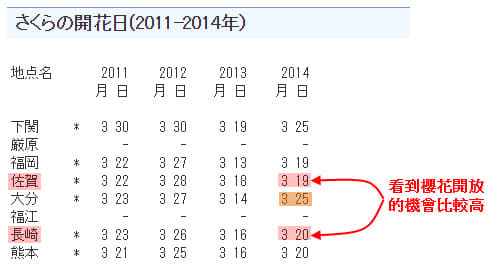 さくらの開花日(2011-2014年)
地点名 2011 2012 2013 2014
月 日 月 日 月 日 月 日
下関 * 3 30 3 30 3 19 3 25
厳原 - - - -
福岡 * 3 22 3 27 3 13 3 19
佐賀 * 3 22 3 28 3 18 3 19
大分 * 3 23 3 27 3 14 3 25
福江 - - - -
長崎 * 3 23 3 26 3 16 3 20
熊本 * 3 21 3 25 3 16 3 20
看到櫻花開放
的機會比較高